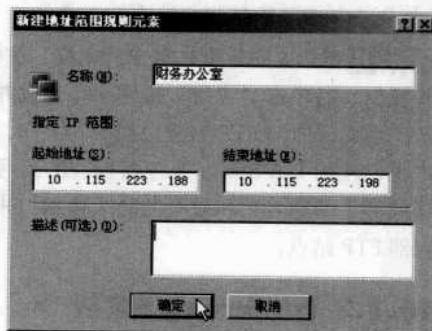 新建地址范围规则元素
名称(M):
财务办公室
指定 IP 范围:
起始地址(S):
结束地址(E):
10 . 115 . 223 . 188
10 . 115 . 223 . 198
描述(可选)(D):
确定
取消